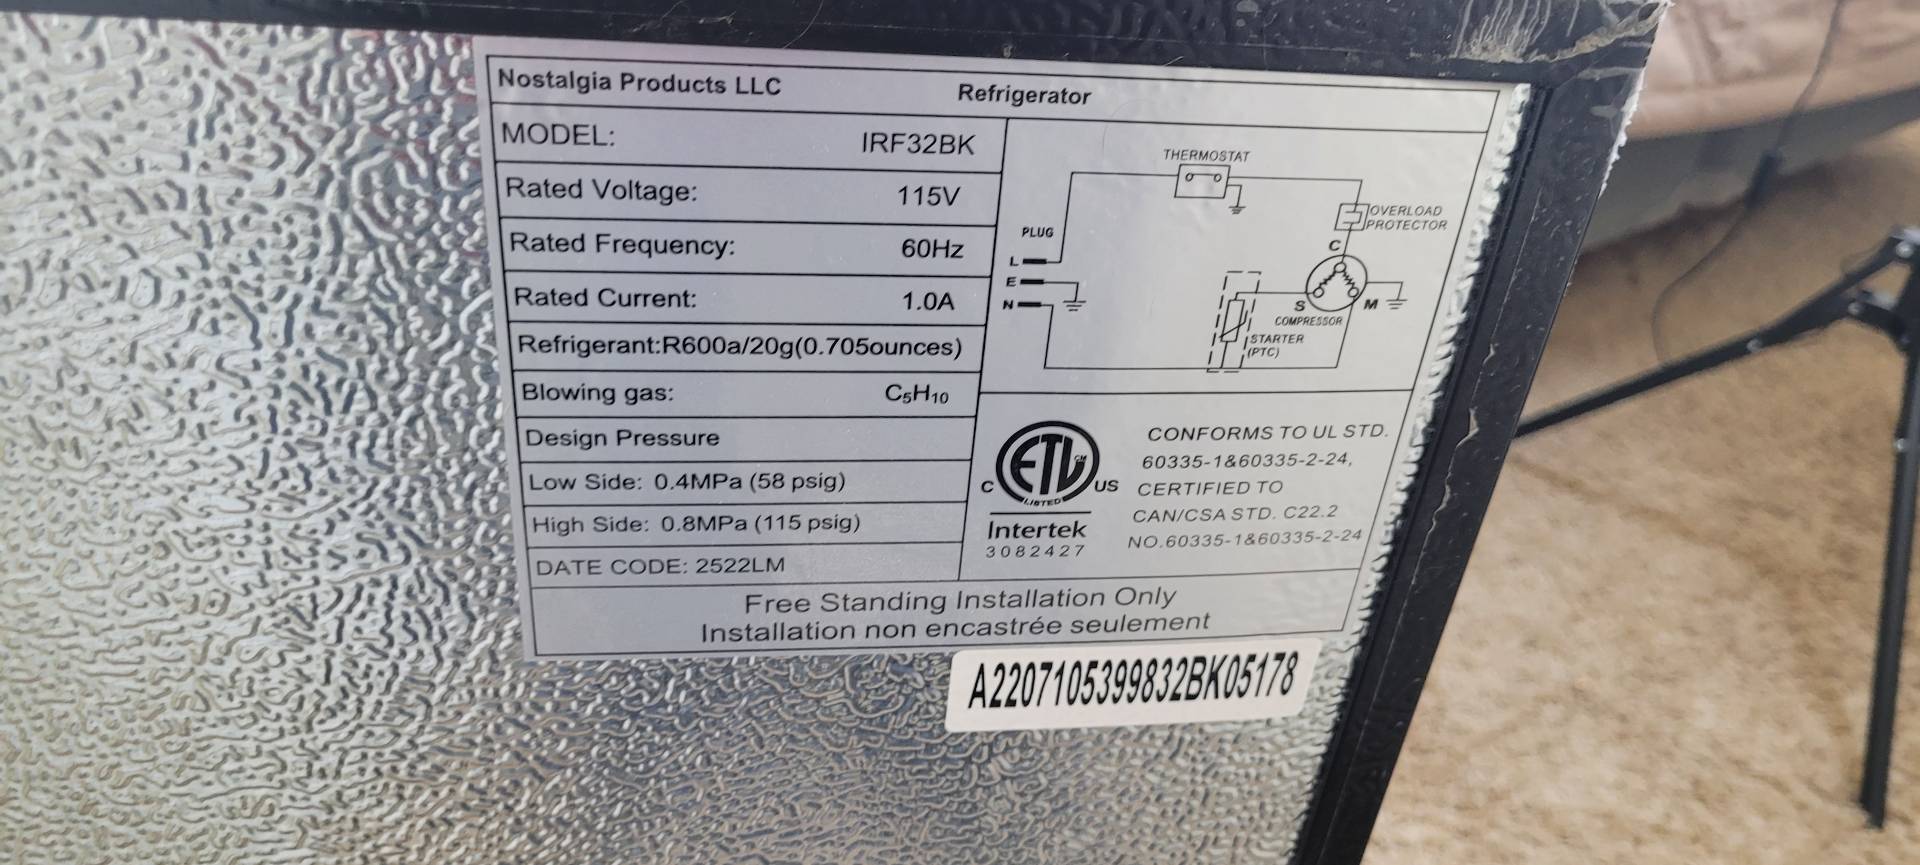 Nostalgia Products LLC Refrigerator
MODEL: IRF32BK
Rated Voltage: 115V
Rated Frequency: 60Hz
Rated Current: 1.0A
Refrigerant:R600a/20g(0.705ounces)
Blowing gas: C₅H₁₀
Design Pressure
Low Side: 0.4MPa (58 psig)
High Side: 0.8MPa (115 psig)
DATE CODE: 2522LM
THERMOSTAT
OVERLOAD
PROTECTOR
PLUG
L
E
N
C
S
M
COMPRESSOR
STARTER
(PTC)
ETL CM
LISTED
C US
Intertek
3082427
CONFORMS TO UL STD.
60335-1&60335-2-24,
CERTIFIED TO
CAN/CSA STD. C22.2
NO.60335-1&60335-2-24
Free Standing Installation Only
Installation non encastrée seulement
A2207105399832BK05178